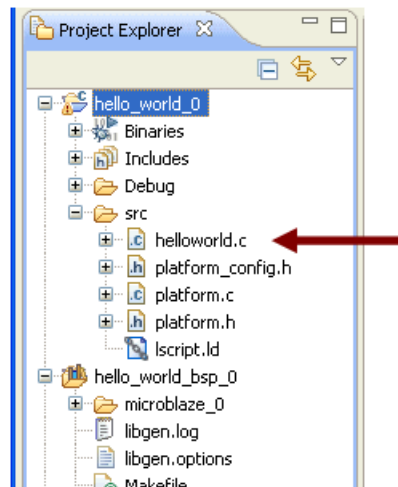 Project Explorer
hello_world_0
Binaries
Includes
Debug
src
helloworld.c
platform_config.h
platform.c
platform.h
lscript.ld
hello_world_bsp_0
microblaze_0
libgen.log
libgen.options
Makefile